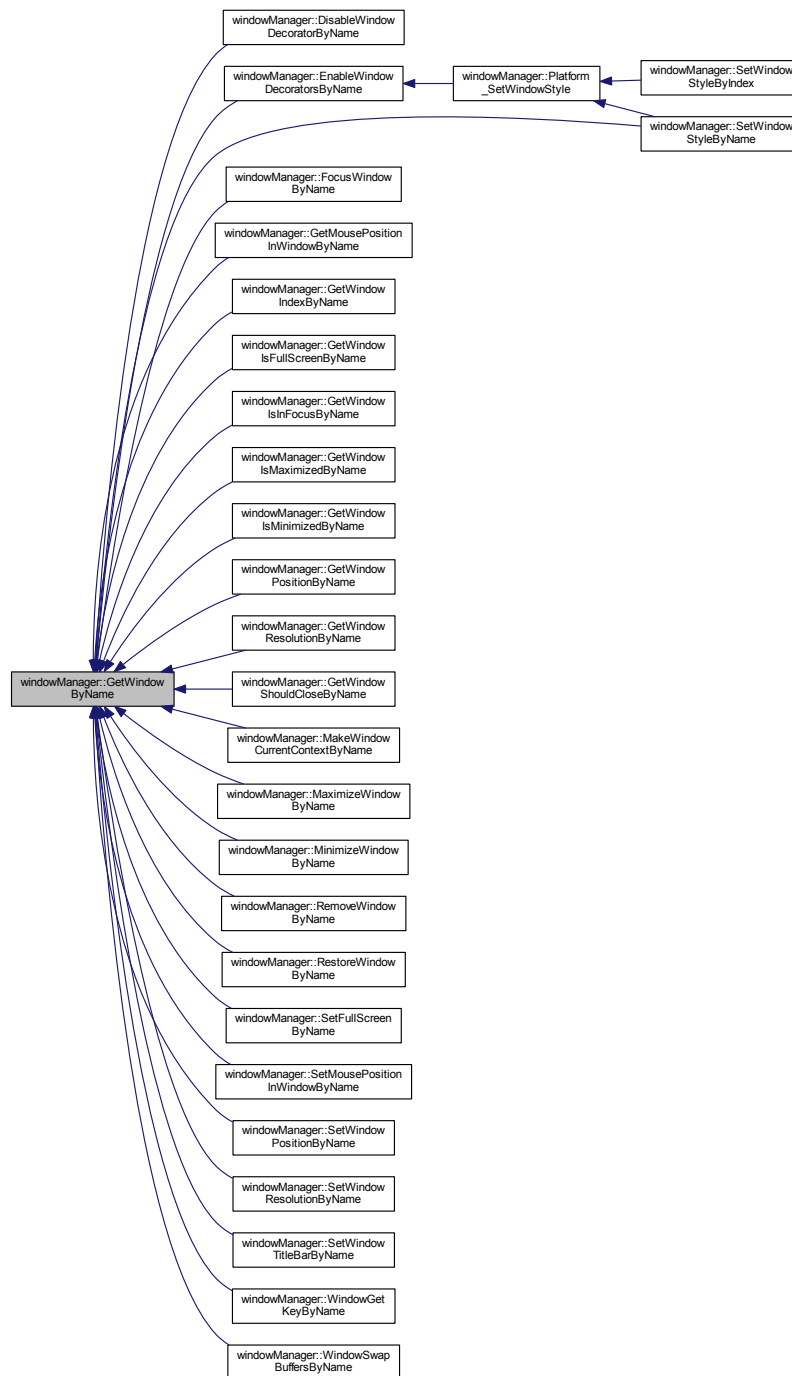 windowManager::DisableWindow
DecoratorByName
windowManager::EnableWindow
DecoratorsByName
windowManager::Platform
_SetWindowStyle
windowManager::SetWindow
StyleByIndex
windowManager::SetWindow
StyleByName
windowManager::FocusWindow
ByName
windowManager::GetMousePosition
InWindowByName
windowManager::GetWindow
IndexByName
windowManager::GetWindow
IsFullScreenByName
windowManager::GetWindow
IsInFocusByName
windowManager::GetWindow
IsMaximizedByName
windowManager::GetWindow
IsMinimizedByName
windowManager::GetWindow
PositionByName
windowManager::GetWindow
ResolutionByName
windowManager::GetWindow
ByName
windowManager::GetWindow
ShouldCloseByName
windowManager::MakeWindow
CurrentContextByName
windowManager::MaximizeWindow
ByName
windowManager::MinimizeWindow
ByName
windowManager::RemoveWindow
ByName
windowManager::RestoreWindow
ByName
windowManager::SetFullScreen
ByName
windowManager::SetMousePosition
InWindowByName
windowManager::SetWindow
PositionByName
windowManager::SetWindow
ResolutionByName
windowManager::SetWindow
TitleBarByName
windowManager::WindowGet
KeyByName
windowManager::WindowSwap
BuffersByName